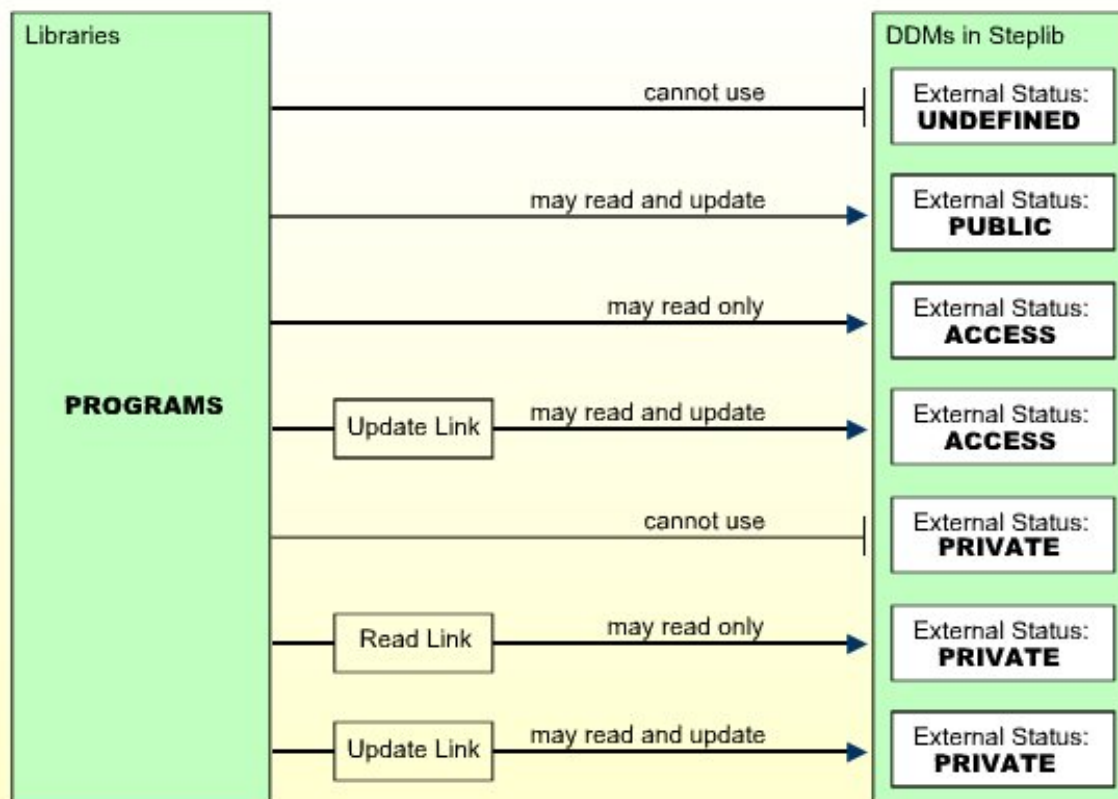 Libraries
DDMs in Steplib
cannot use
External Status:
UNDEFINED
may read and update
External Status:
PUBLIC
may read only
External Status:
ACCESS
PROGRAMS
Update Link
may read and update
External Status:
ACCESS
cannot use
External Status:
PRIVATE
Read Link
may read only
External Status:
PRIVATE
Update Link
may read and update
External Status:
PRIVATE